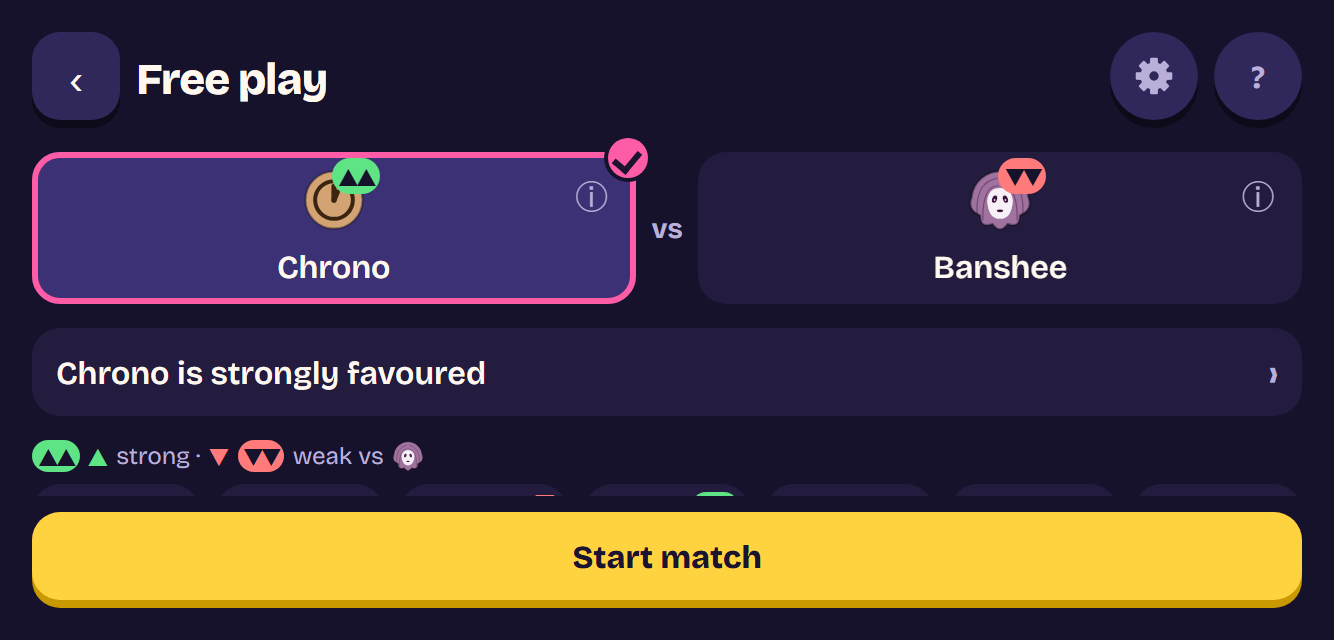 ‹ Free play ?
Chrono
vs
Banshee
Chrono is strongly favoured ›
▲▲ ▲ strong · ▼ ▼▼ weak vs
Start match